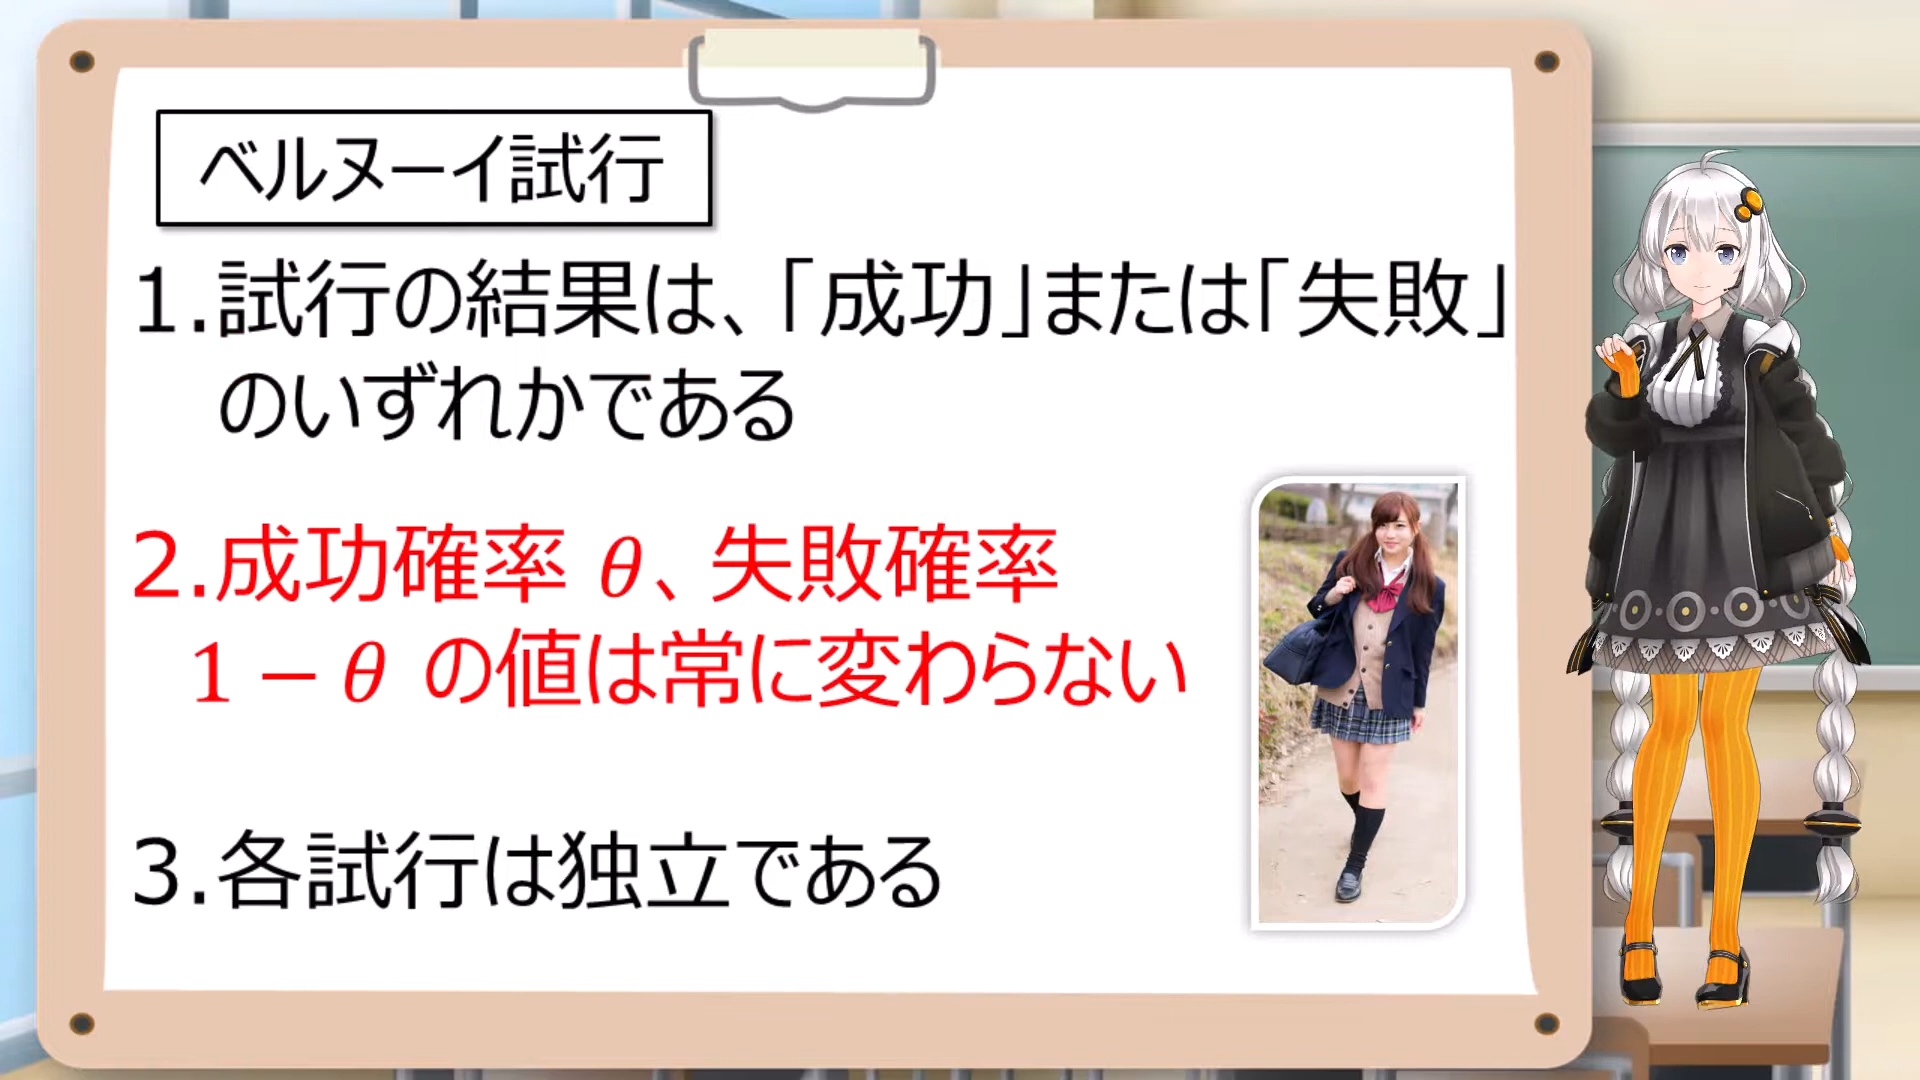 ベルヌーイ試行
1.試行の結果は、「成功」または「失敗」
のいずれかである
2.成功確率 θ、失敗確率
1 − θ の値は常に変わらない
3.各試行は独立である